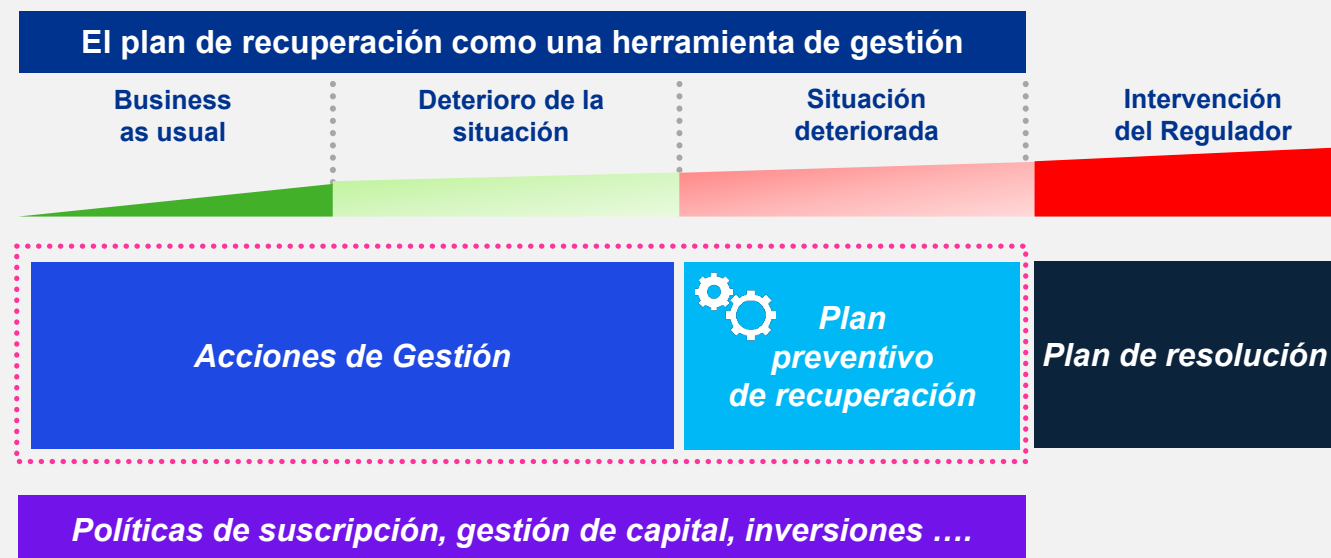 El plan de recuperación como una herramienta de gestión
Business
as usual
Deterioro de la
situación
Situación
deteriorada
Intervención
del Regulador
Acciones de Gestión
Plan
preventivo
de recuperación
Plan de resolución
Políticas de suscripción, gestión de capital, inversiones ....